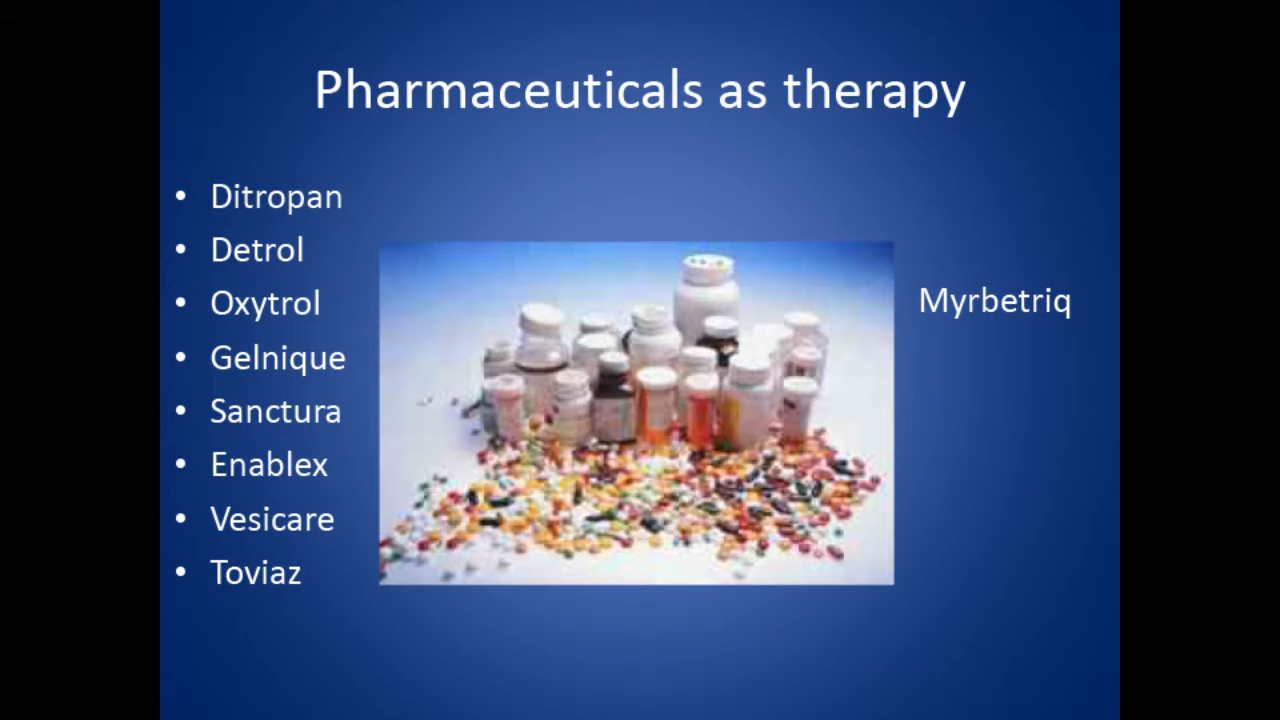 Pharmaceuticals as therapy
• Ditropan
• Detrol
• Oxytrol
• Gelnique
• Sanctura
• Enablex
• Vesicare
• Toviaz
Myrbetriq